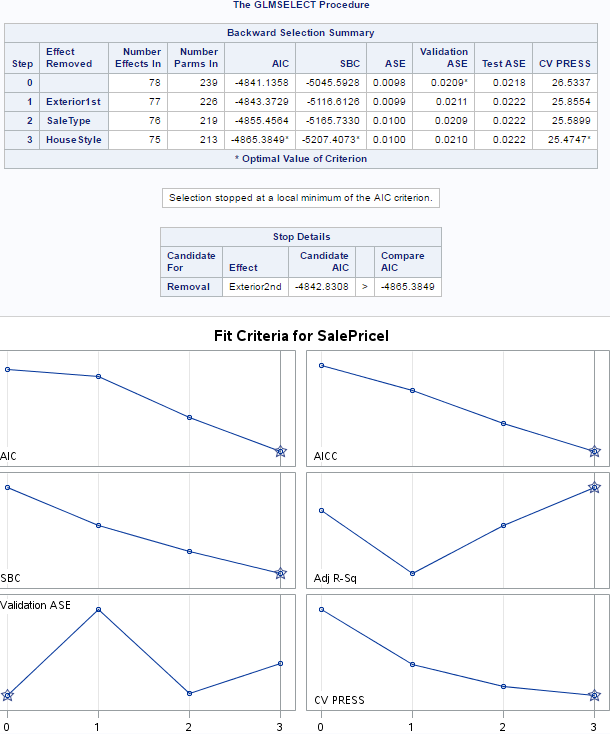 The GLMSELECT Procedure
Backward Selection Summary
Step Effect Removed Number Effects In Number Parms In AIC SBC ASE Validation ASE Test ASE CV PRESS
0 78 239 -4841.1358 -5045.5928 0.0098 0.0209* 0.0218 26.5337
1 Exterior1st 77 226 -4843.3729 -5116.6126 0.0099 0.0211 0.0222 25.8554
2 SaleType 76 219 -4855.4564 -5165.7330 0.0100 0.0209 0.0222 25.5899
3 HouseStyle 75 213 -4865.3849* -5207.4073* 0.0100 0.0210 0.0222 25.4747*
* Optimal Value of Criterion
Selection stopped at a local minimum of the AIC criterion.
Stop Details
Candidate For Effect Candidate AIC Compare AIC
Removal Exterior2nd -4842.8308 > -4865.3849
Fit Criteria for SalePriceI
AIC
AICC
SBC
Adj R-Sq
Validation ASE
CV PRESS
0 1 2 3 0 1 2 3